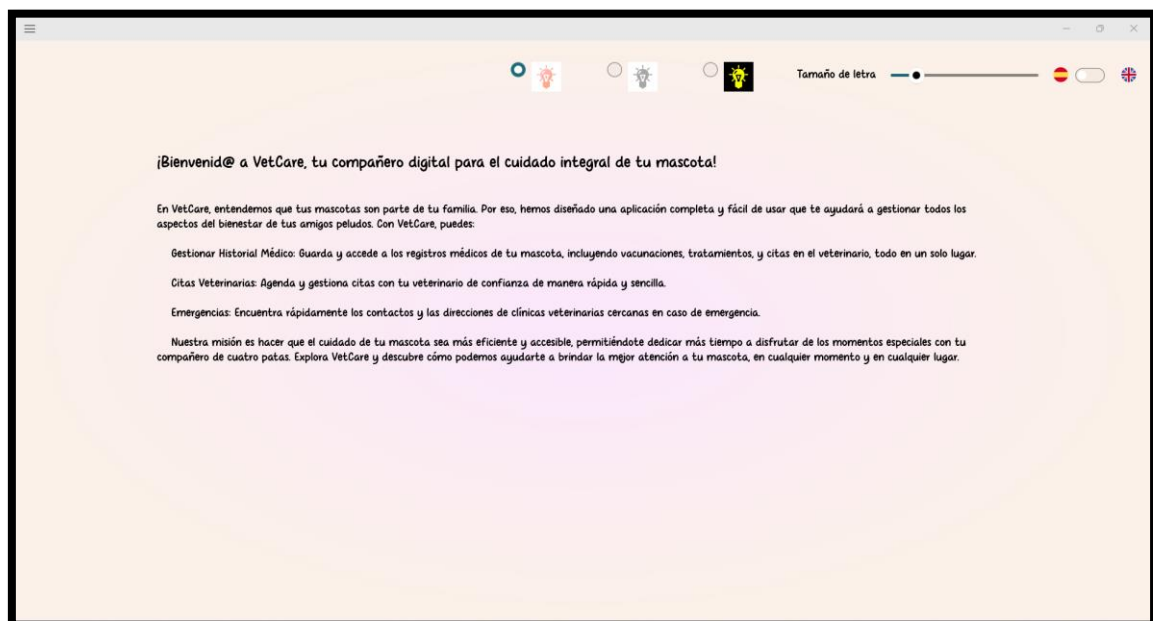 Tamaño de letra
¡Bienvenid@ a VetCare, tu compañero digital para el cuidado integral de tu mascota!
En VetCare, entendemos que tus mascotas son parte de tu familia. Por eso, hemos diseñado una aplicación completa y fácil de usar que te ayudará a gestionar todos los
aspectos del bienestar de tus amigos peludos. Con VetCare, puedes:
Gestionar Historial Médico: Guarda y accede a los registros médicos de tu mascota, incluyendo vacunaciones, tratamientos, y citas en el veterinario, todo en un solo lugar.
Citas Veterinarias: Agenda y gestiona citas con tu veterinario de confianza de manera rápida y sencilla.
Emergencias: Encuentra rápidamente los contactos y las direcciones de clínicas veterinarias cercanas en caso de emergencia.
Nuestra misión es hacer que el cuidado de tu mascota sea más eficiente y accesible, permitiéndote dedicar más tiempo a disfrutar de los momentos especiales con tu
compañero de cuatro patas. Explora VetCare y descubre cómo podemos ayudarte a brindar la mejor atención a tu mascota, en cualquier momento y en cualquier lugar.